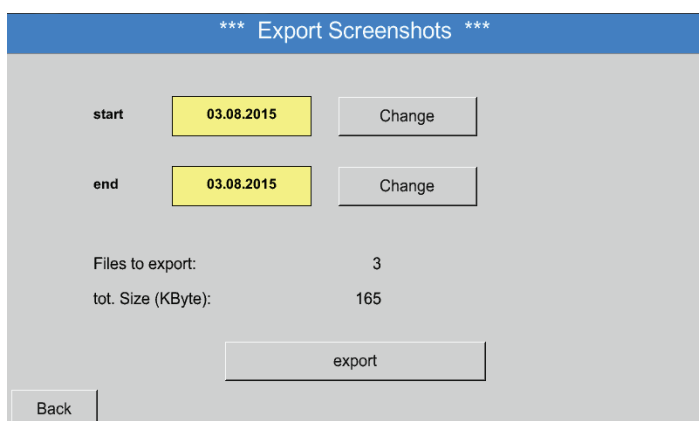 *** Export Screenshots ***
start 03.08.2015 Change
end 03.08.2015 Change
Files to export: 3
tot. Size (KByte): 165
export
Back